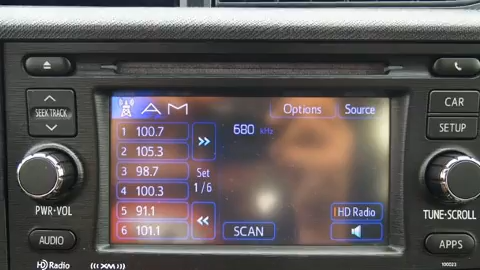 AM
Options
Source
1 100.7
2 105.3
3 98.7
4 100.3
5 91.1
6 101.1
>>
<<
Set
1/6
680 kHz
SCAN
HD Radio
SEEK TRACK
PWR•VOL
AUDIO
HD Radio
((XM))
CAR
SETUP
TUNE•SCROLL
APPS
100023